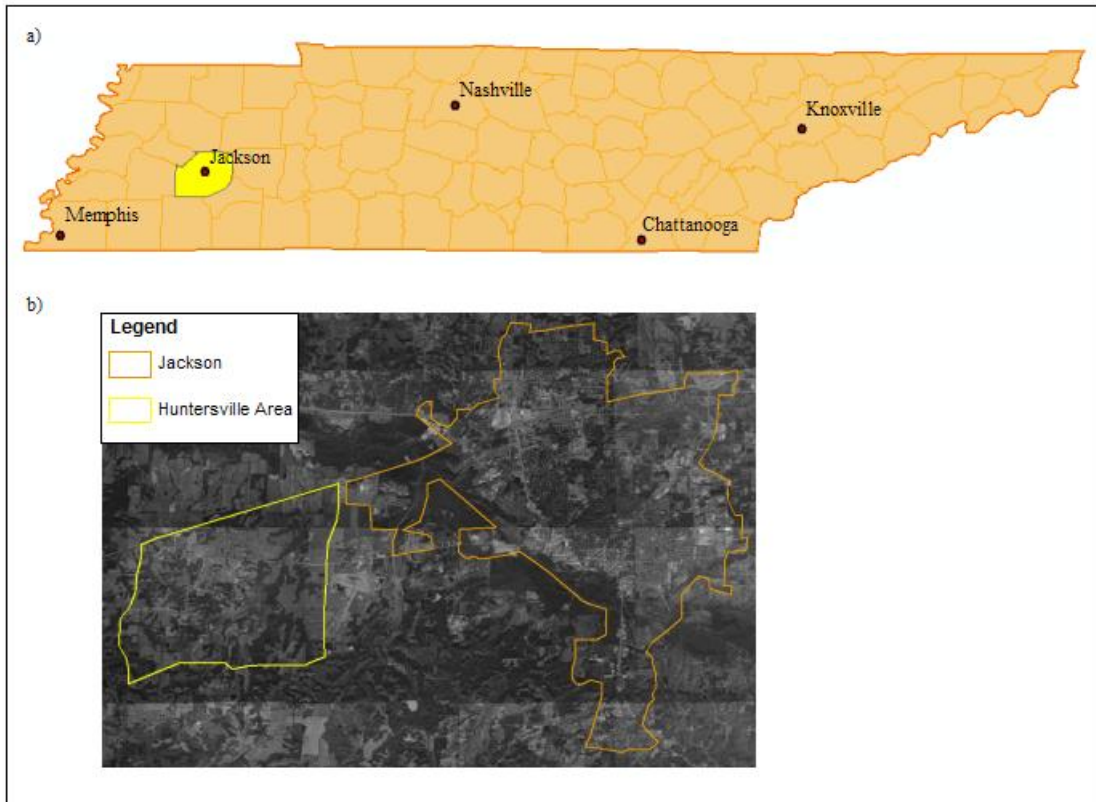 a)
Nashville
Knoxville
Jackson
Memphis
Chattanooga
b)
Legend
Jackson
Huntersville Area